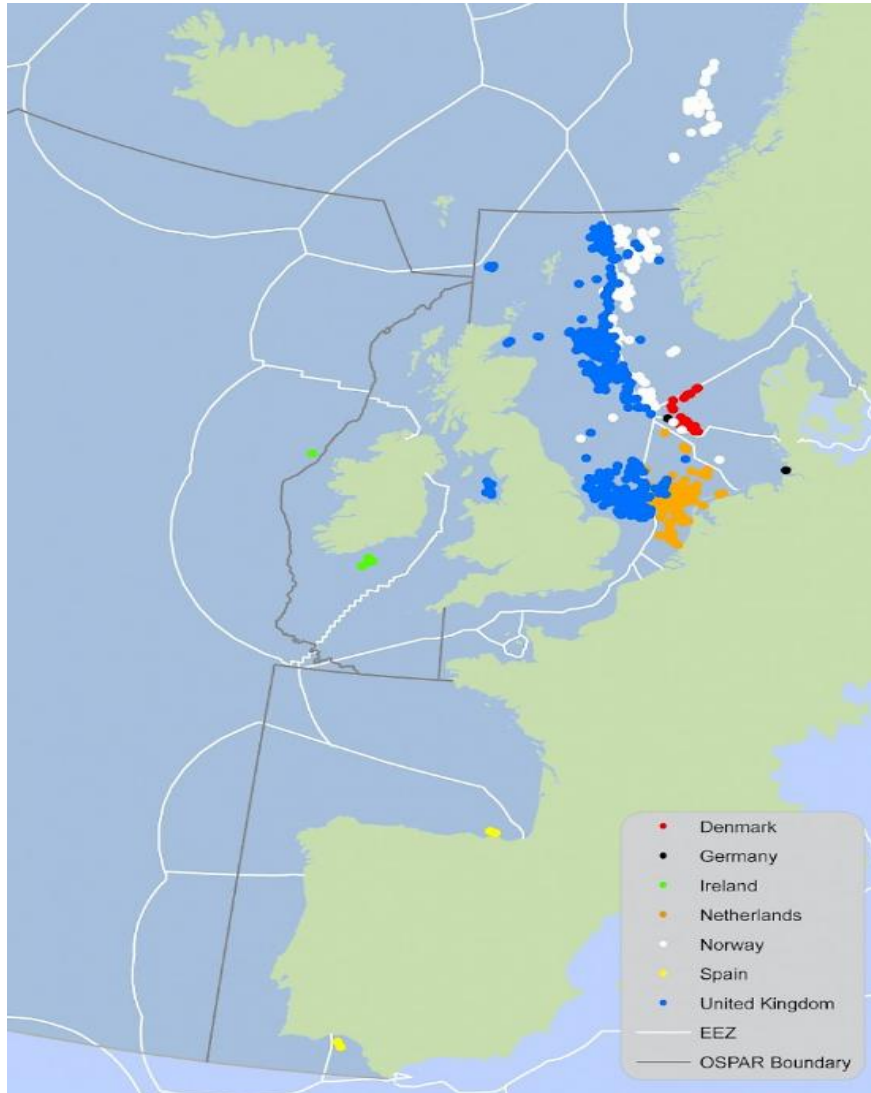 Denmark
Germany
Ireland
Netherlands
Norway
Spain
United Kingdom
EEZ
OSPAR Boundary